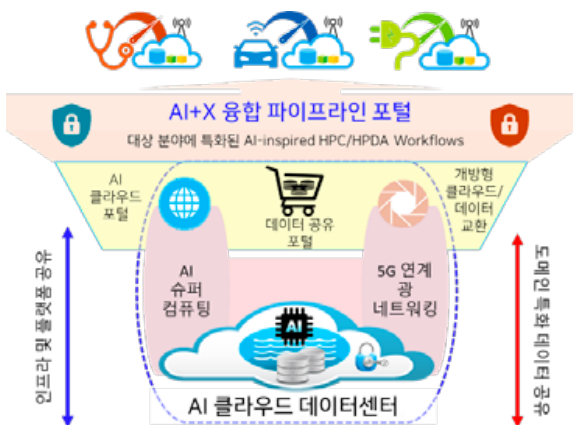 AI+X 융합 파이프라인 포털
대상 분야에 특화된 AI-inspired HPC/HPDA Workflows
AI
클라우드
포털
데이터 공유
포털
개방형
클라우드/
데이터
교환
인프라 및 플랫폼 공유
AI
슈퍼
컴퓨팅
5G 연계
광
네트워킹
도메인 특화 데이터 공유
AI
AI 클라우드 데이터센터